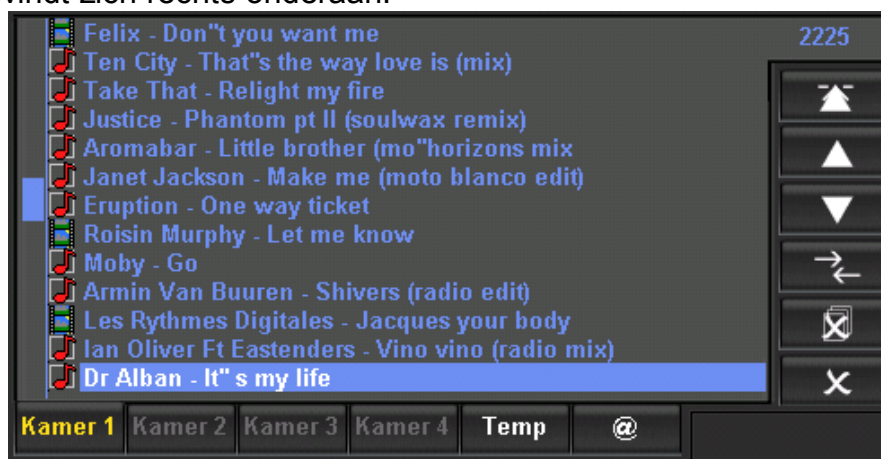 vindt zich rechts onderaan.
Felix - Don"t you want me
2225
Ten City - That"s the way love is (mix)
Take That - Relight my fire
Justice - Phantom pt II (soulwax remix)
Aromabar - Little brother (mo"horizons mix
Janet Jackson - Make me (moto blanco edit)
Eruption - One way ticket
Roisin Murphy - Let me know
Moby - Go
Armin Van Buuren - Shivers (radio edit)
Les Rythmes Digitales - Jacques your body
Ian Oliver Ft Eastenders - Vino vino (radio mix)
Dr Alban - It" s my life
Kamer 1 Kamer 2 Kamer 3 Kamer 4 Temp @